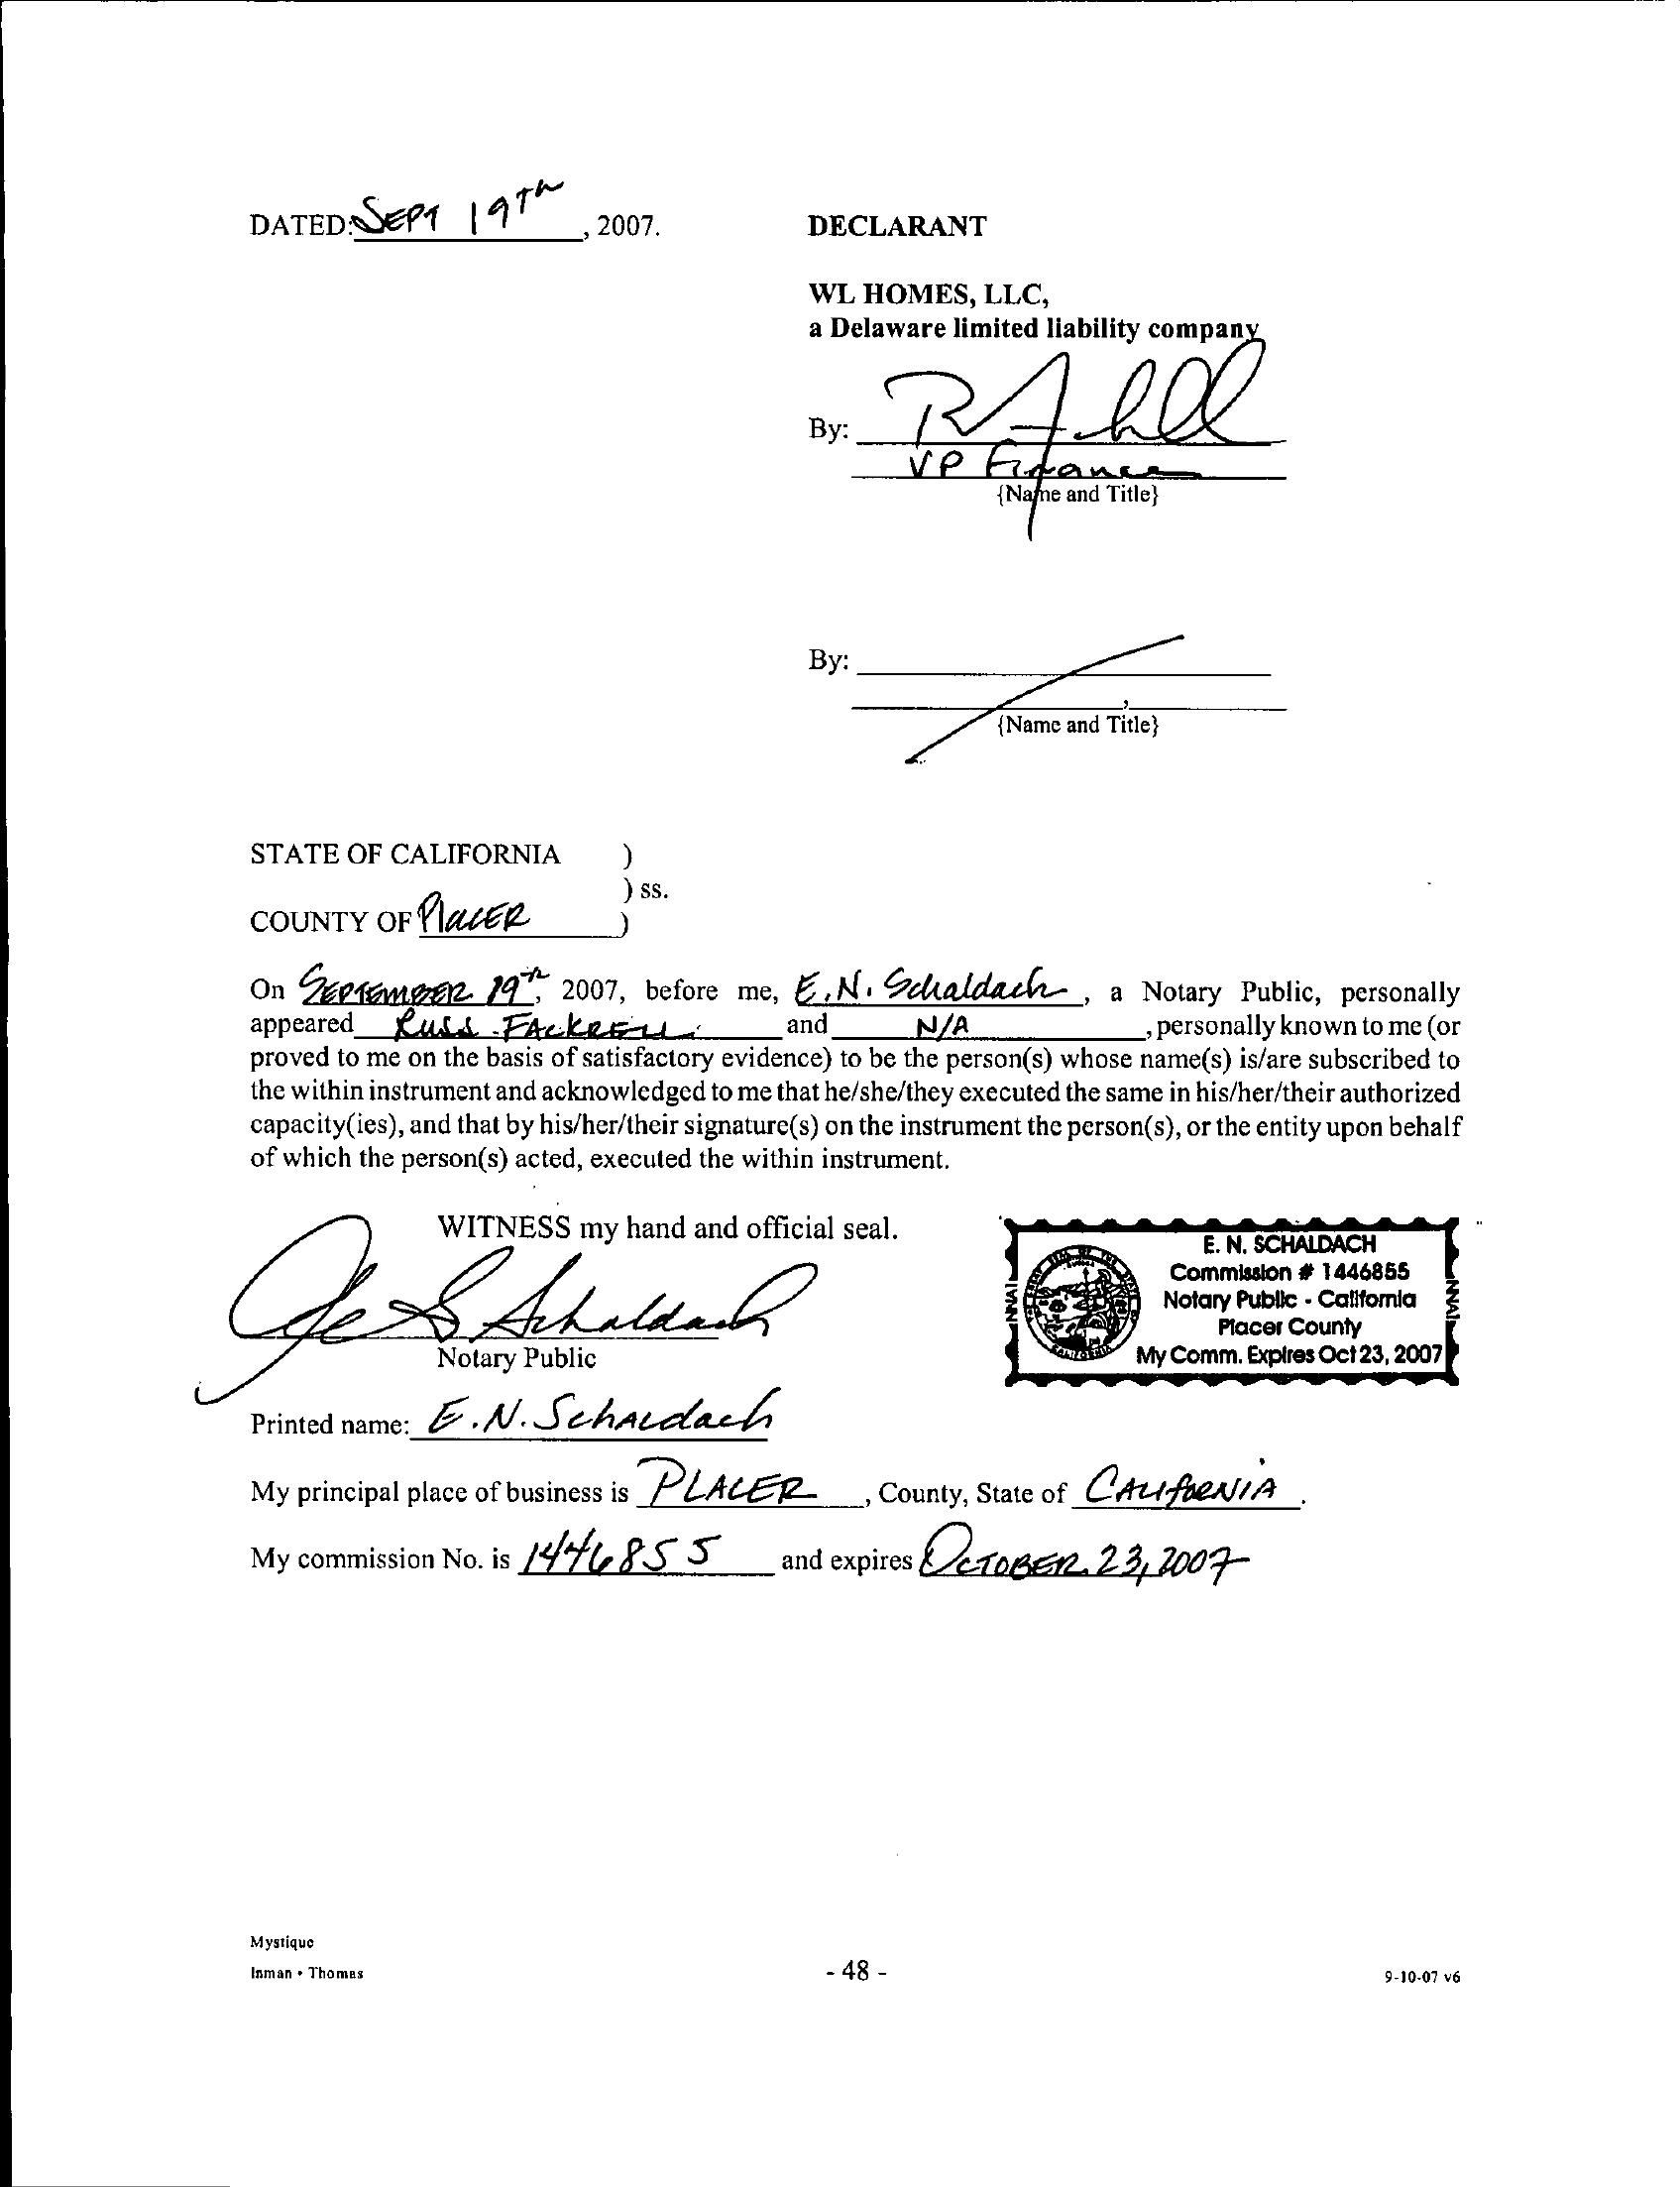 DATED: SEPT 19TH, 2007.
DECLARANT
WL HOMES, LLC,
a Delaware limited liability company
By:
VP Finance
{Name and Title}
By:
{Name and Title}
STATE OF CALIFORNIA )
) ss.
COUNTY OF PlACER )
On SEPTEMBER 19th, 2007, before me, E.N. Schaldach, a Notary Public, personally
appeared Russ FACKRELL and N/A, personally known to me (or
proved to me on the basis of satisfactory evidence) to be the person(s) whose name(s) is/are subscribed to
the within instrument and acknowledged to me that he/she/they executed the same in his/her/their authorized
capacity(ies), and that by his/her/their signature(s) on the instrument the person(s), or the entity upon behalf
of which the person(s) acted, executed the within instrument.
WITNESS my hand and official seal.
Schaldach
Notary Public
E. N. SCHALDACH
Commission # 1446855
Notary Public - California
Placer County
My Comm. Expires Oct 23, 2007
Printed name: E.N. Schaldach
My principal place of business is PLACER, County, State of CALIFORNIA.
My commission No. is 1446855 and expires OCTOBER 23, 2007
Mystique
Inman • Thomas
- 48 -
9-10-07 v6